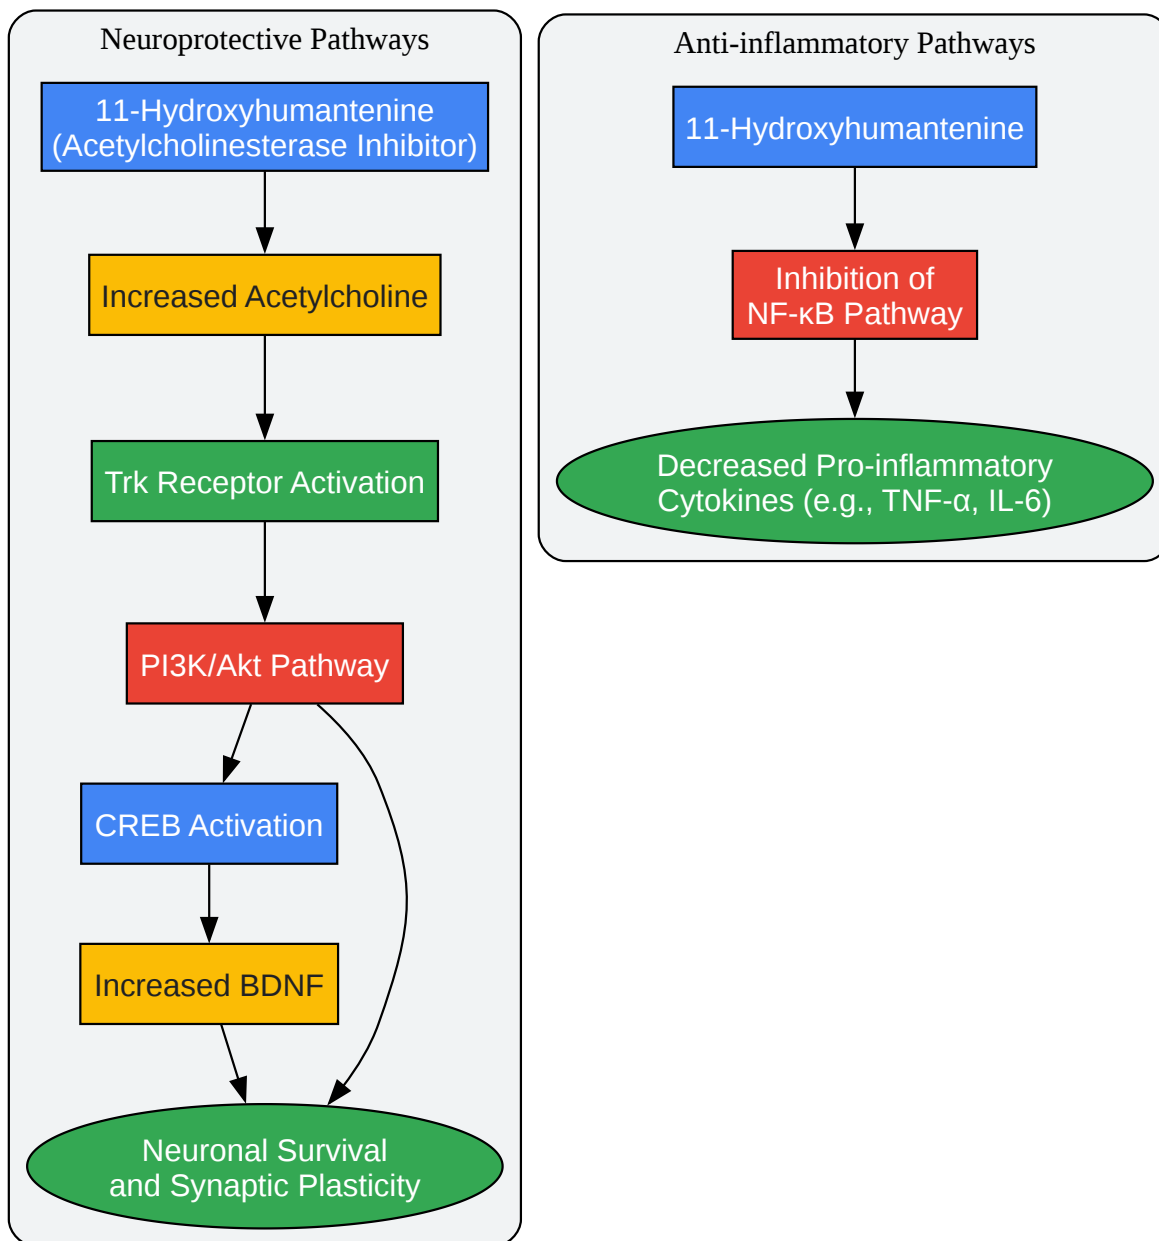 Neuroprotective Pathways
11-Hydroxyhumantenine
(Acetylcholinesterase Inhibitor)
Increased Acetylcholine
Trk Receptor Activation
PI3K/Akt Pathway
CREB Activation
Increased BDNF
Neuronal Survival
and Synaptic Plasticity
Anti-inflammatory Pathways
11-Hydroxyhumantenine
Inhibition of
NF-κB Pathway
Decreased Pro-inflammatory
Cytokines (e.g., TNF-α, IL-6)